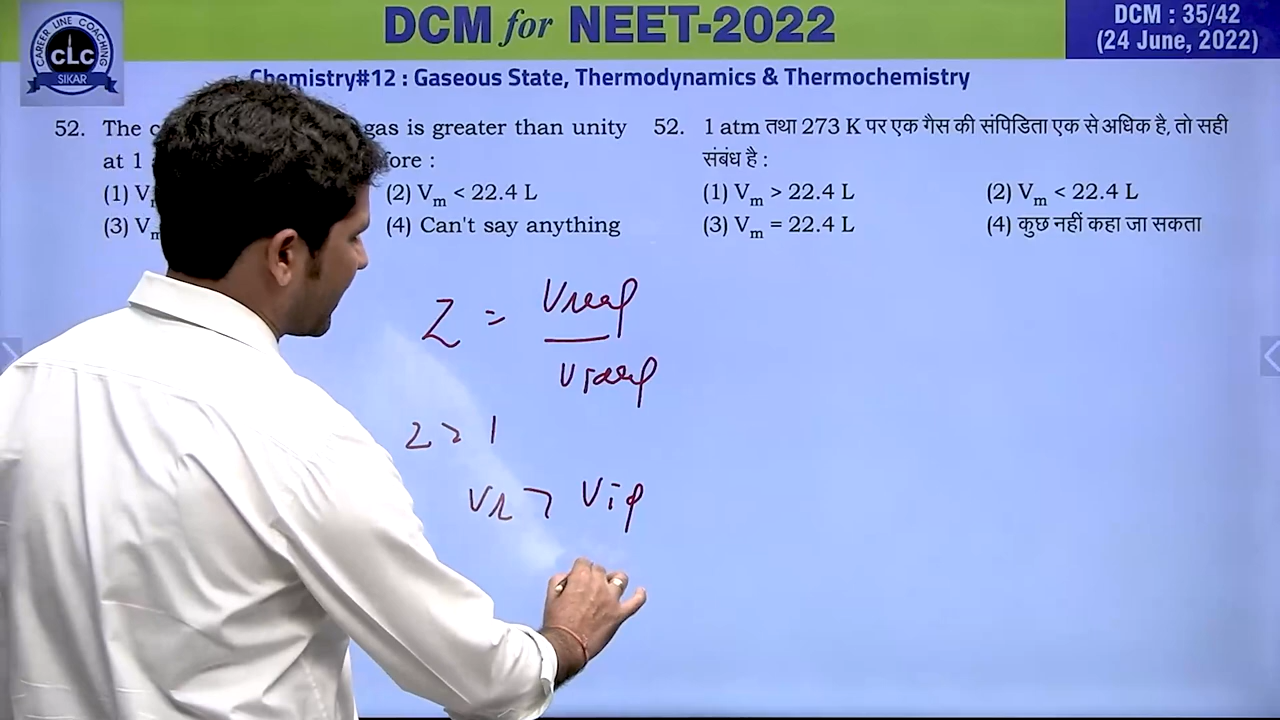 DCM for NEET-2022
DCM : 35/42
(24 June, 2022)
CAREER LINE COACHING
CLC
SIKAR
Chemistry#12 : Gaseous State, Thermodynamics & Thermochemistry
52. The gas is greater than unity
at 1 :
(1) (2) Vm < 22.4 L
(3) (4) Can't say anything
52. 1 atm तथा 273 K पर एक गैस की संपिडिता एक से अधिक है, तो सही
संबंध है :
(1) Vm > 22.4 L (2) Vm < 22.4 L
(3) Vm = 22.4 L (4) कुछ नहीं कहा जा सकता
Z = Vreal
Videal
Z > 1
Vr > Vid